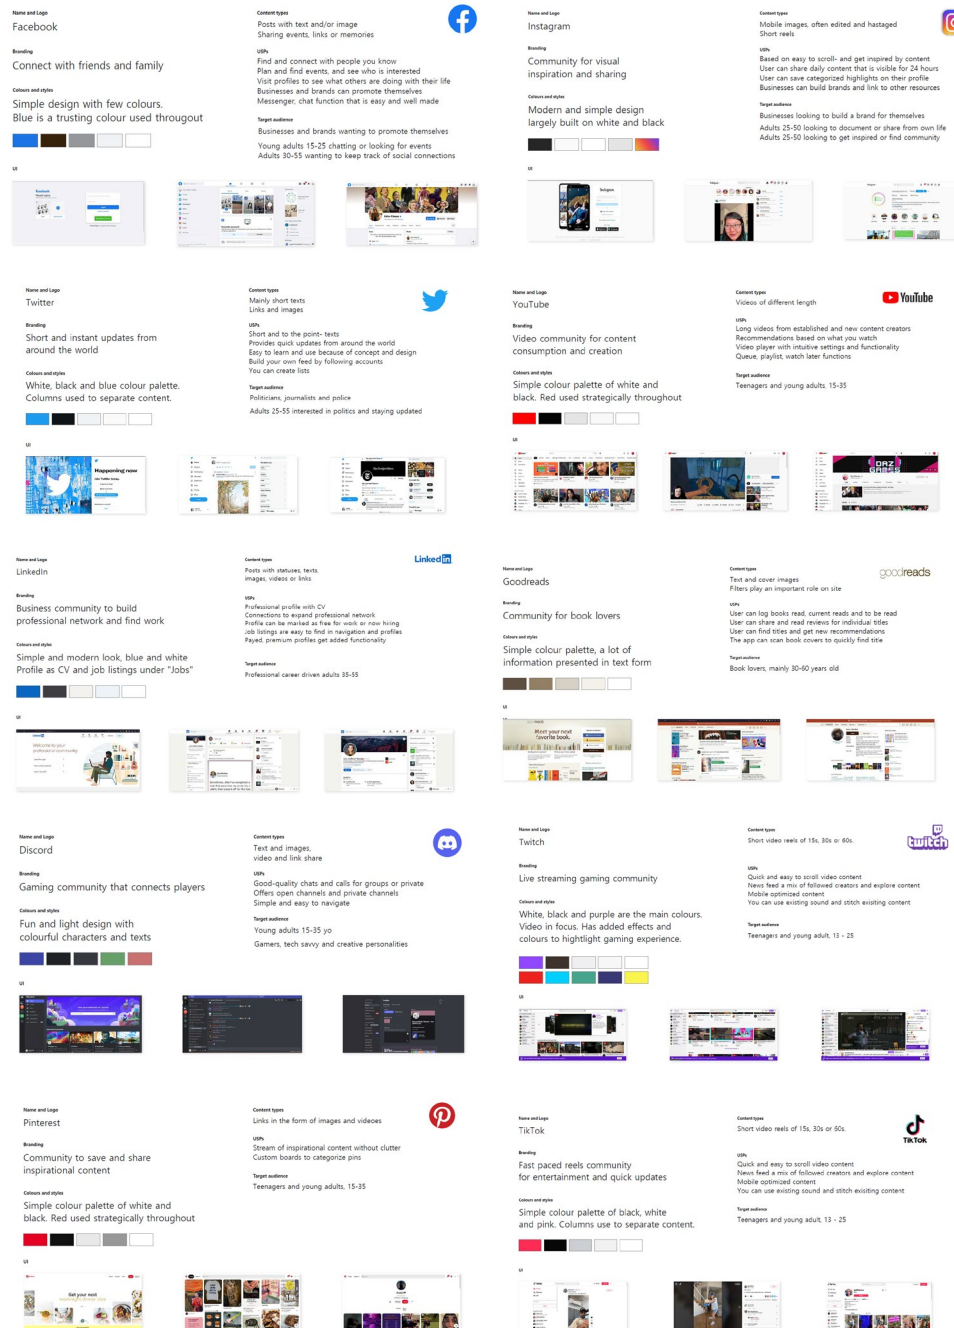 Name and Logo
Facebook
Branding
Connect with friends and family
Colours and styles
Simple design with few colours.
Blue is a trusting colour used througout
UI
Content types
Posts with text and/or image
Sharing events, links or memories
USPs
Find and connect with people you know
Plan and find events, and see who is interested
Visit profiles to see what others are doing with their life
Businesses and brands can promote themselves
Messenger, chat function that is easy and well made
Target audience
Businesses and brands wanting to promote themselves
Young adults 15-25 chatting or looking for events
Adults 30-55 wanting to keep track of social connections
Name and Logo
Instagram
Branding
Community for visual
inspiration and sharing
Colours and styles
Modern and simple design
largely built on white and black
UI
Content types
Mobile images, often edited and hastaged
Short reels
USPs
Based on easy to scroll- and get inspired by content
User can share daily content that is visible for 24 hours
User can save categorized highlights on their profile
Businesses can build brands and link to other resources
Target audience
Businesses looking to build a brand for themselves
Adults 25-50 looking to document or share from own life
Adults 25-50 looking to get inspired or find community
Name and Logo
Twitter
Branding
Short and instant updates from
around the world
Colours and styles
White, black and blue colour palette.
Columns used to separate content.
UI
Happening now
Content types
Mainly short texts
Links and images
USPs
Short and to the point- texts
Provides quick updates from around the world
Easy to learn and use because of concept and design
Build your own feed by following accounts
You can create lists
Target audience
Politicians, journalists and police
Adults 25-55 interested in politics and staying updated
Name and Logo
YouTube
Branding
Video community for content
consumption and creation
Colours and styles
Simple colour palette of white and
black. Red used strategically throughout
UI
Content types
Videos of different length
YouTube
USPs
Long videos from established and new content creators
Recommendations based on what you watch
Video player with intuitive settings and functionality
Queue, playlist, watch later functions
Target audience
Teenagers and young adults, 15-35
DAZ
GAMES
Name and Logo
LinkedIn
Branding
Business community to build
professional network and find work
Colours and styles
Simple and modern look, blue and white
Profile as CV and job listings under "Jobs"
UI
Content types
Posts with statuses, texts,
images, videos or links
Linked in
USPs
Professional profile with CV
Connections to expand professional network
Profile can be marked as free for work or now hiring
Job listings are easy to find in navigation and profiles
Payed, premium profiles get added functionality
Target audience
Professional career driven adults 35-55
Name and Logo
Goodreads
Branding
Community for book lovers
Colours and styles
Simple colour palette, a lot of
information presented in text form
UI
Meet your next
favorite book.
Content types
Text and cover images
Filters play an important role on site
goodreads
USPs
User can log books read, current reads and to be read
User can share and read reviews for individual titles
User can find titles and get new recommendations
The app can scan book covers to quickly find title
Target audience
Book lovers, mainly 30-60 years old
Name and Logo
Discord
Branding
Gaming community that connects players
Colours and styles
Fun and light design with
colourful characters and texts
UI
Content types
Text and images,
video and link share
USPs
Good-quality chats and calls for groups or private
Offers open channels and private channels
Simple and easy to navigate
Target audience
Young adults 15-35 yo
Gamers, tech savvy and creative personalities
Name and Logo
Twitch
Branding
Live streaming gaming community
Colours and styles
White, black and purple are the main colours.
Video in focus. Has added effects and
colours to hightlight gaming experience.
UI
Content types
Short video reels of 15s, 30s or 60s.
twitch
USPs
Quick and easy to scroll video content
News feed a mix of followed creators and explore content
Mobile optimized content
You can use existing sound and stitch exisiting content
Target audience
Teenagers and young adult, 13 - 25
Name and Logo
Pinterest
Branding
Community to save and share
inspirational content
Colours and styles
Simple colour palette of white and
black. Red used strategically throughout
UI
Get your next
Content types
Links in the form of images and videoes
USPs
Stream of inspirational content without clutter
Custom boards to categorize pins
Target audience
Teenagers and young adults, 15-35
Name and Logo
TikTok
Branding
Fast paced reels community
for entertainment and quick updates
Colours and styles
Simple colour palette of black, white
and pink. Columns use to separate content.
UI
Content types
Short video reels of 15s, 30s or 60s.
TikTok
USPs
Quick and easy to scroll video content
News feed a mix of followed creators and explore content
Mobile optimized content
You can use existing sound and stitch exisiting content
Target audience
Teenagers and young adult, 13 - 25